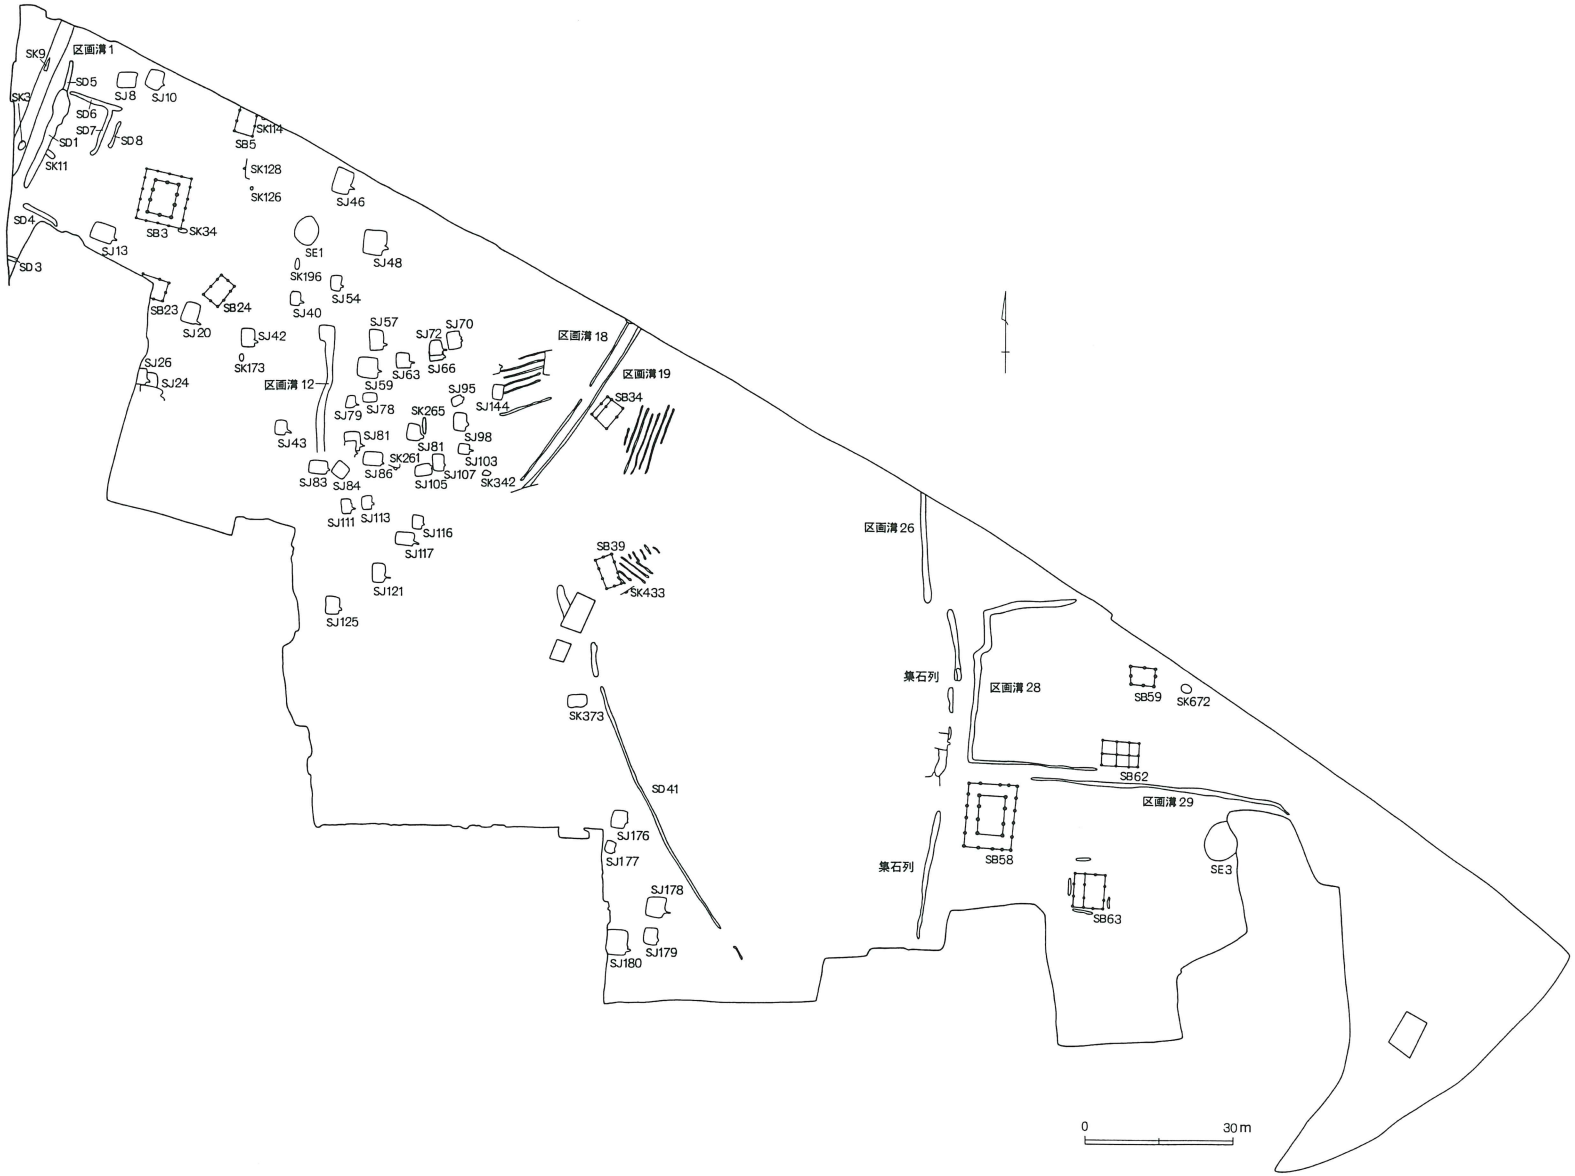 区画溝1
SK9
SD5
SJ8
SJ10
SK3
SD6
SD7
SD8
SD1
SK11
SK114
SB5
SK128
SK126
SJ46
SD4
SB3
SK34
SJ13
SE1
SJ48
SD3
SK196
SJ54
SB23
SB24
SJ40
SJ20
SJ42
SJ57
SJ72
SJ70
区画溝18
SK173
SJ66
SJ26
SJ24
区画溝12
SJ59
SJ63
区画溝19
SJ95
SJ144
SB34
SJ79
SJ78
SK265
SJ43
SJ81
SJ81
SJ98
SK261
SJ103
SJ83
SJ84
SJ86
SJ105
SJ107
SK342
SJ111
SJ113
SJ116
SJ117
区画溝26
SB39
SJ121
SK433
SJ125
集石列
区画溝28
SB59
SK672
SK373
SB62
SD41
区画溝29
SJ176
SJ177
SB58
集石列
SE3
SJ178
SB63
SJ179
SJ180
0 30m